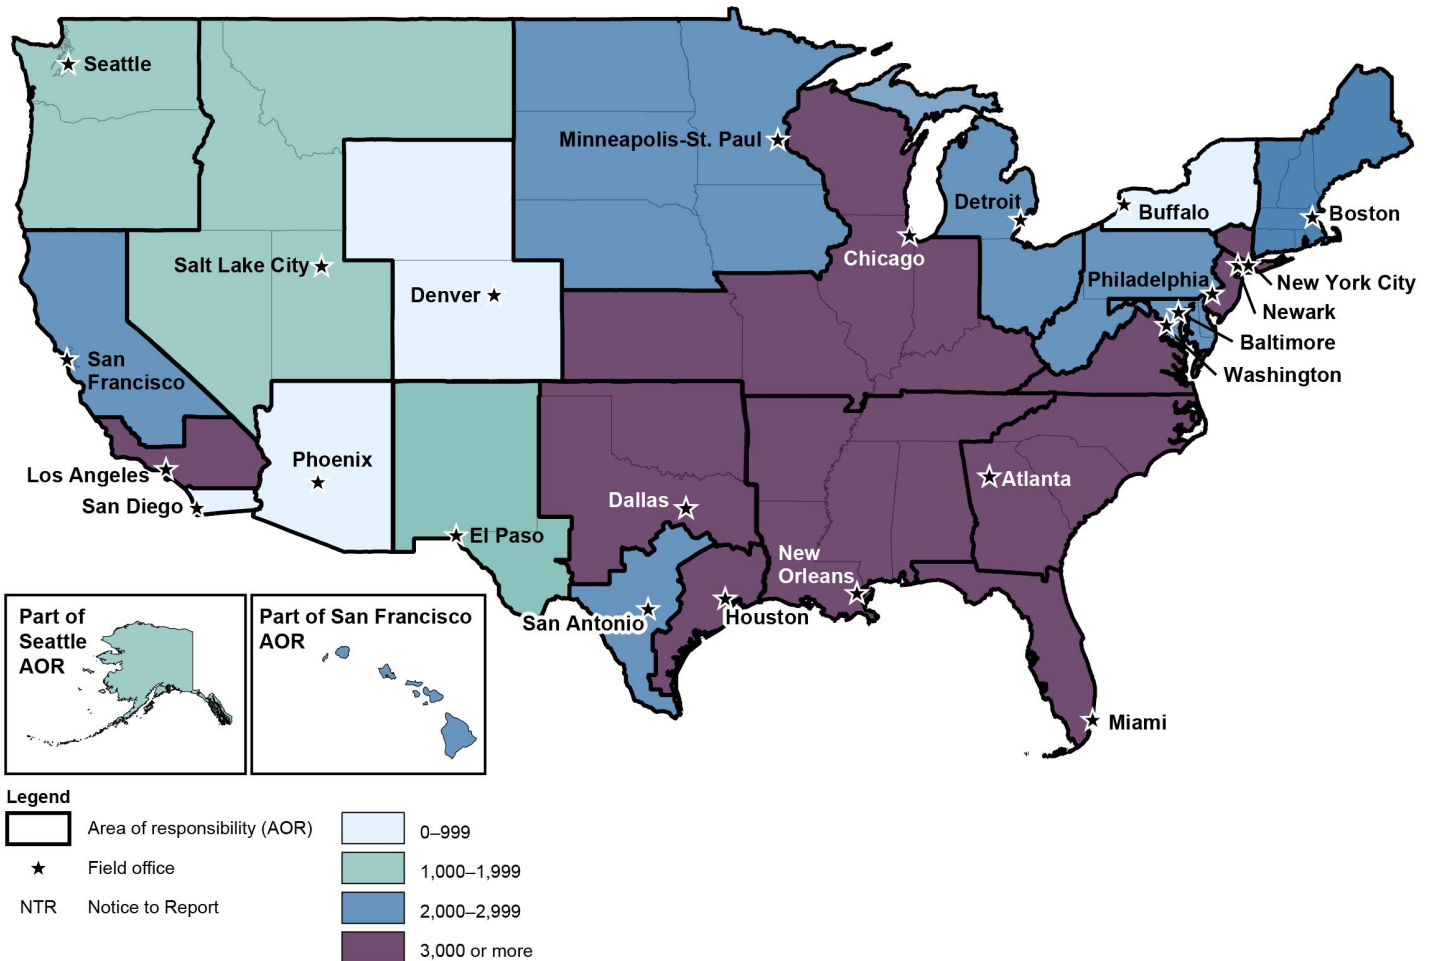 Seattle
Minneapolis-St. Paul
Detroit
Buffalo
Boston
Chicago
Salt Lake City
Denver
Philadelphia
New York City
Newark
Baltimore
Washington
San
Francisco
Los Angeles
San Diego
Phoenix
El Paso
Dallas
Atlanta
New
Orleans
San Antonio
Houston
Miami
Part of
Seattle
AOR
Part of San Francisco
AOR
Legend
Area of responsibility (AOR)
Field office
NTR Notice to Report
0–999
1,000–1,999
2,000–2,999
3,000 or more